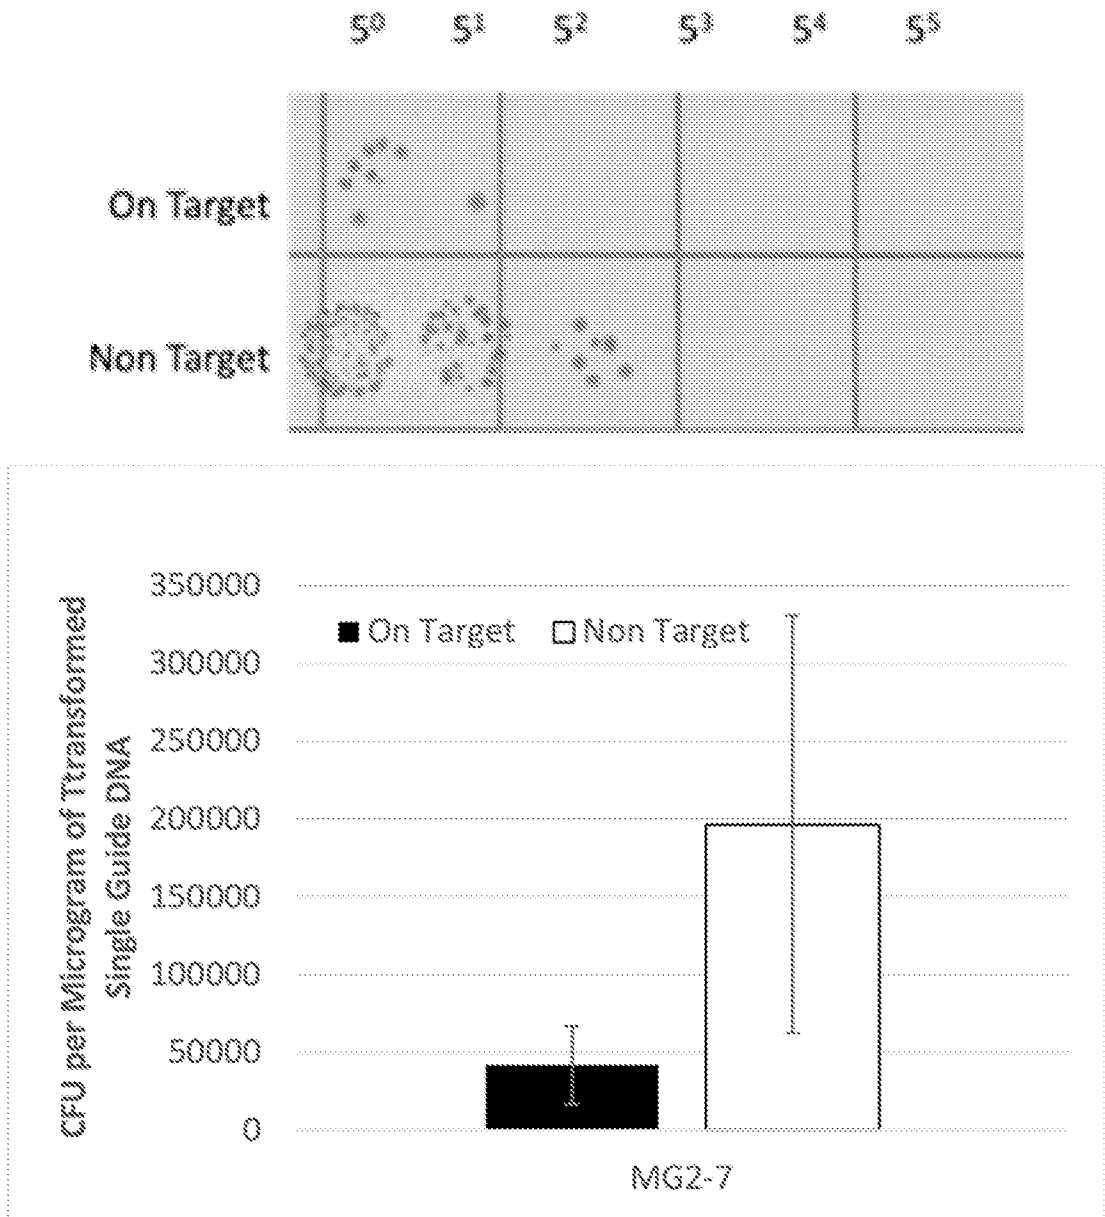 5⁰ 5¹ 5² 5³ 5⁴ 5⁵
On Target
Non Target
CFU per Microgram of Ttransformed
Single Guide DNA
350000
300000
250000
200000
150000
100000
50000
0
On Target Non Target
MG2-7